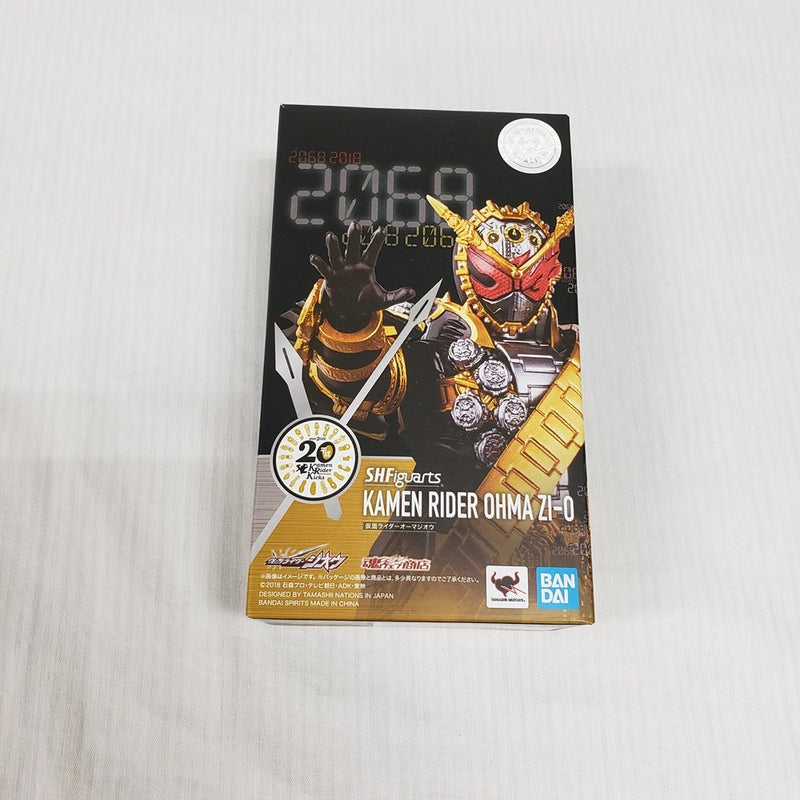 2068 2018
2068
2018 206
20
Kamen
Rider
Kicks
S.H.Figuarts
KAMEN RIDER OHMA ZI-O
仮面ライダーオーマジオウ
仮面ライダージオウ
魂ウェブ商店
※画像はイメージです。※パッケージの画像と商品とは、多少異なりますのでご了承ください。
©2018 石森プロ・テレビ朝日・ADK・東映
DESIGNED BY TAMASHII NATIONS IN JAPAN
BANDAI SPIRITS MADE IN CHINA
TAMASHII NATIONS
BAN
DAI